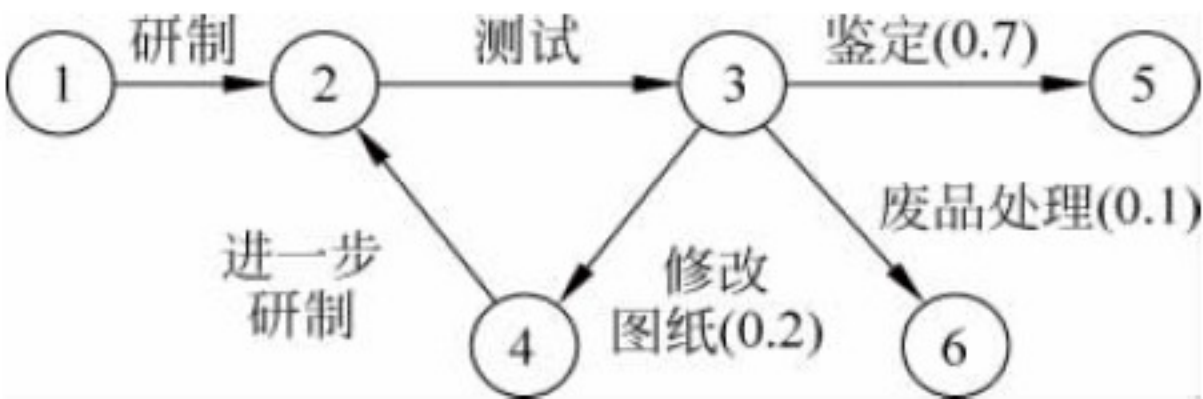 研制
测试
鉴定(0.7)
1
2
3
5
废品处理(0.1)
进一步
研制
修改
图纸(0.2)
4
6